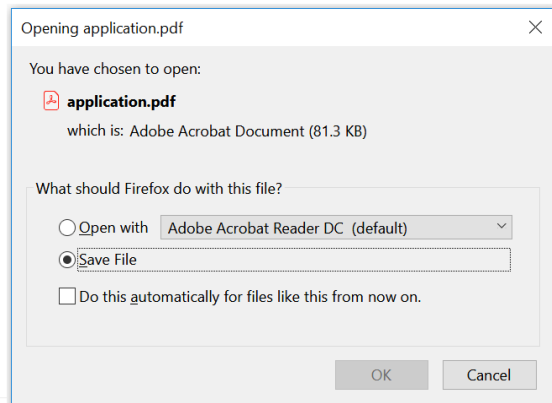 Opening application.pdf
You have chosen to open:
application.pdf
which is: Adobe Acrobat Document (81.3 KB)
What should Firefox do with this file?
Open with Adobe Acrobat Reader DC (default)
Save File
Do this automatically for files like this from now on.
OK Cancel